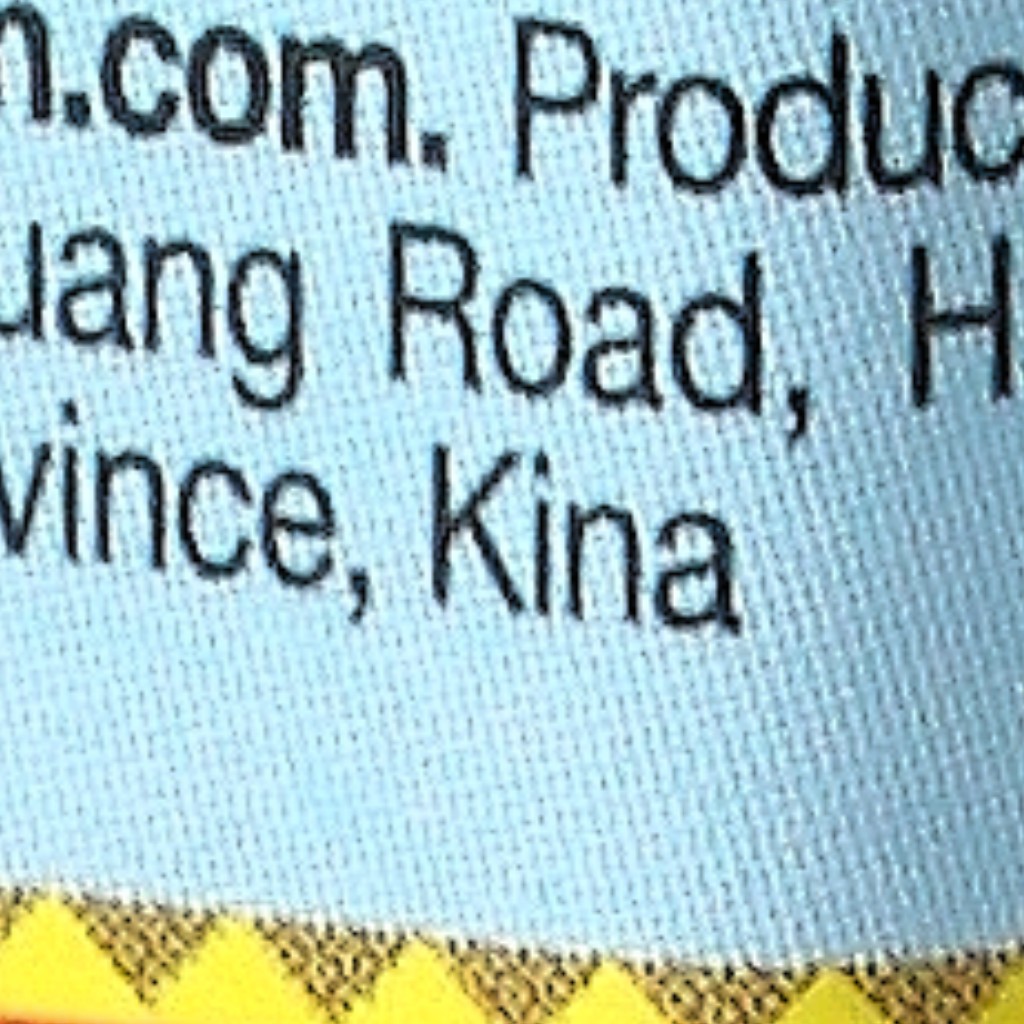 n.com. Produc
uang Road, H
vince, Kina